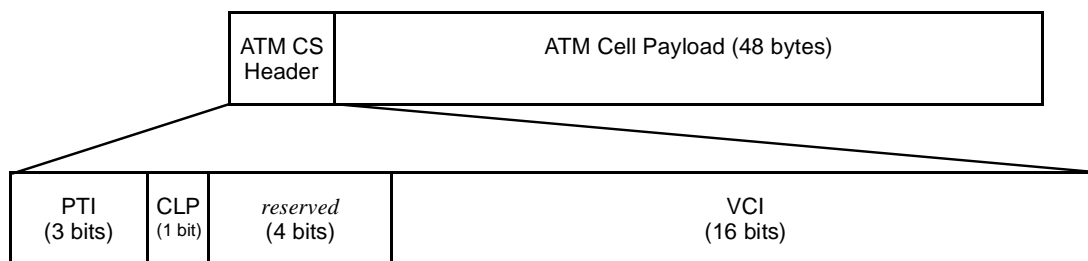 ATM CS
Header
ATM Cell Payload (48 bytes)
PTI
(3 bits)
CLP
(1 bit)
reserved
(4 bits)
VCI
(16 bits)